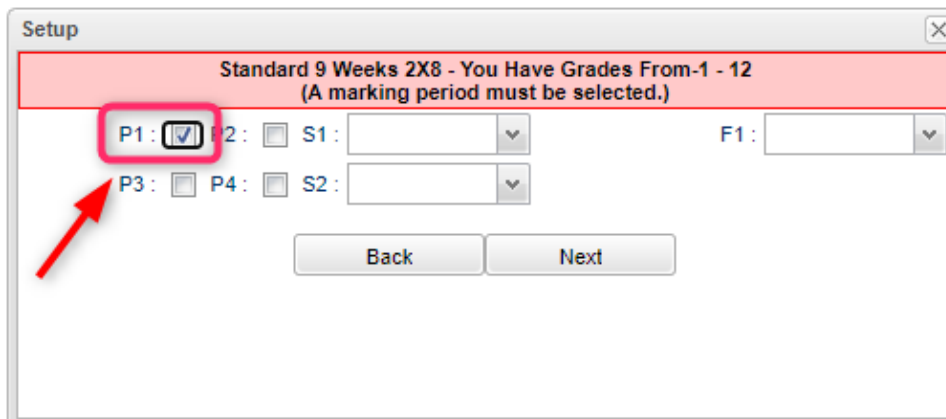 Setup
Standard 9 Weeks 2X8 - You Have Grades From-1 - 12
(A marking period must be selected.)
P1 : P2 : S1 : F1 :
P3 : P4 : S2 :
Back Next